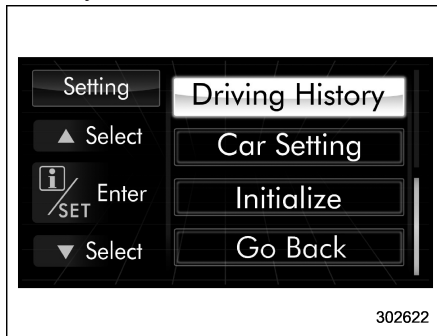 Setting
Driving History
▲ Select
Car Setting
i/SET Enter
Initialize
▼ Select
Go Back
302622